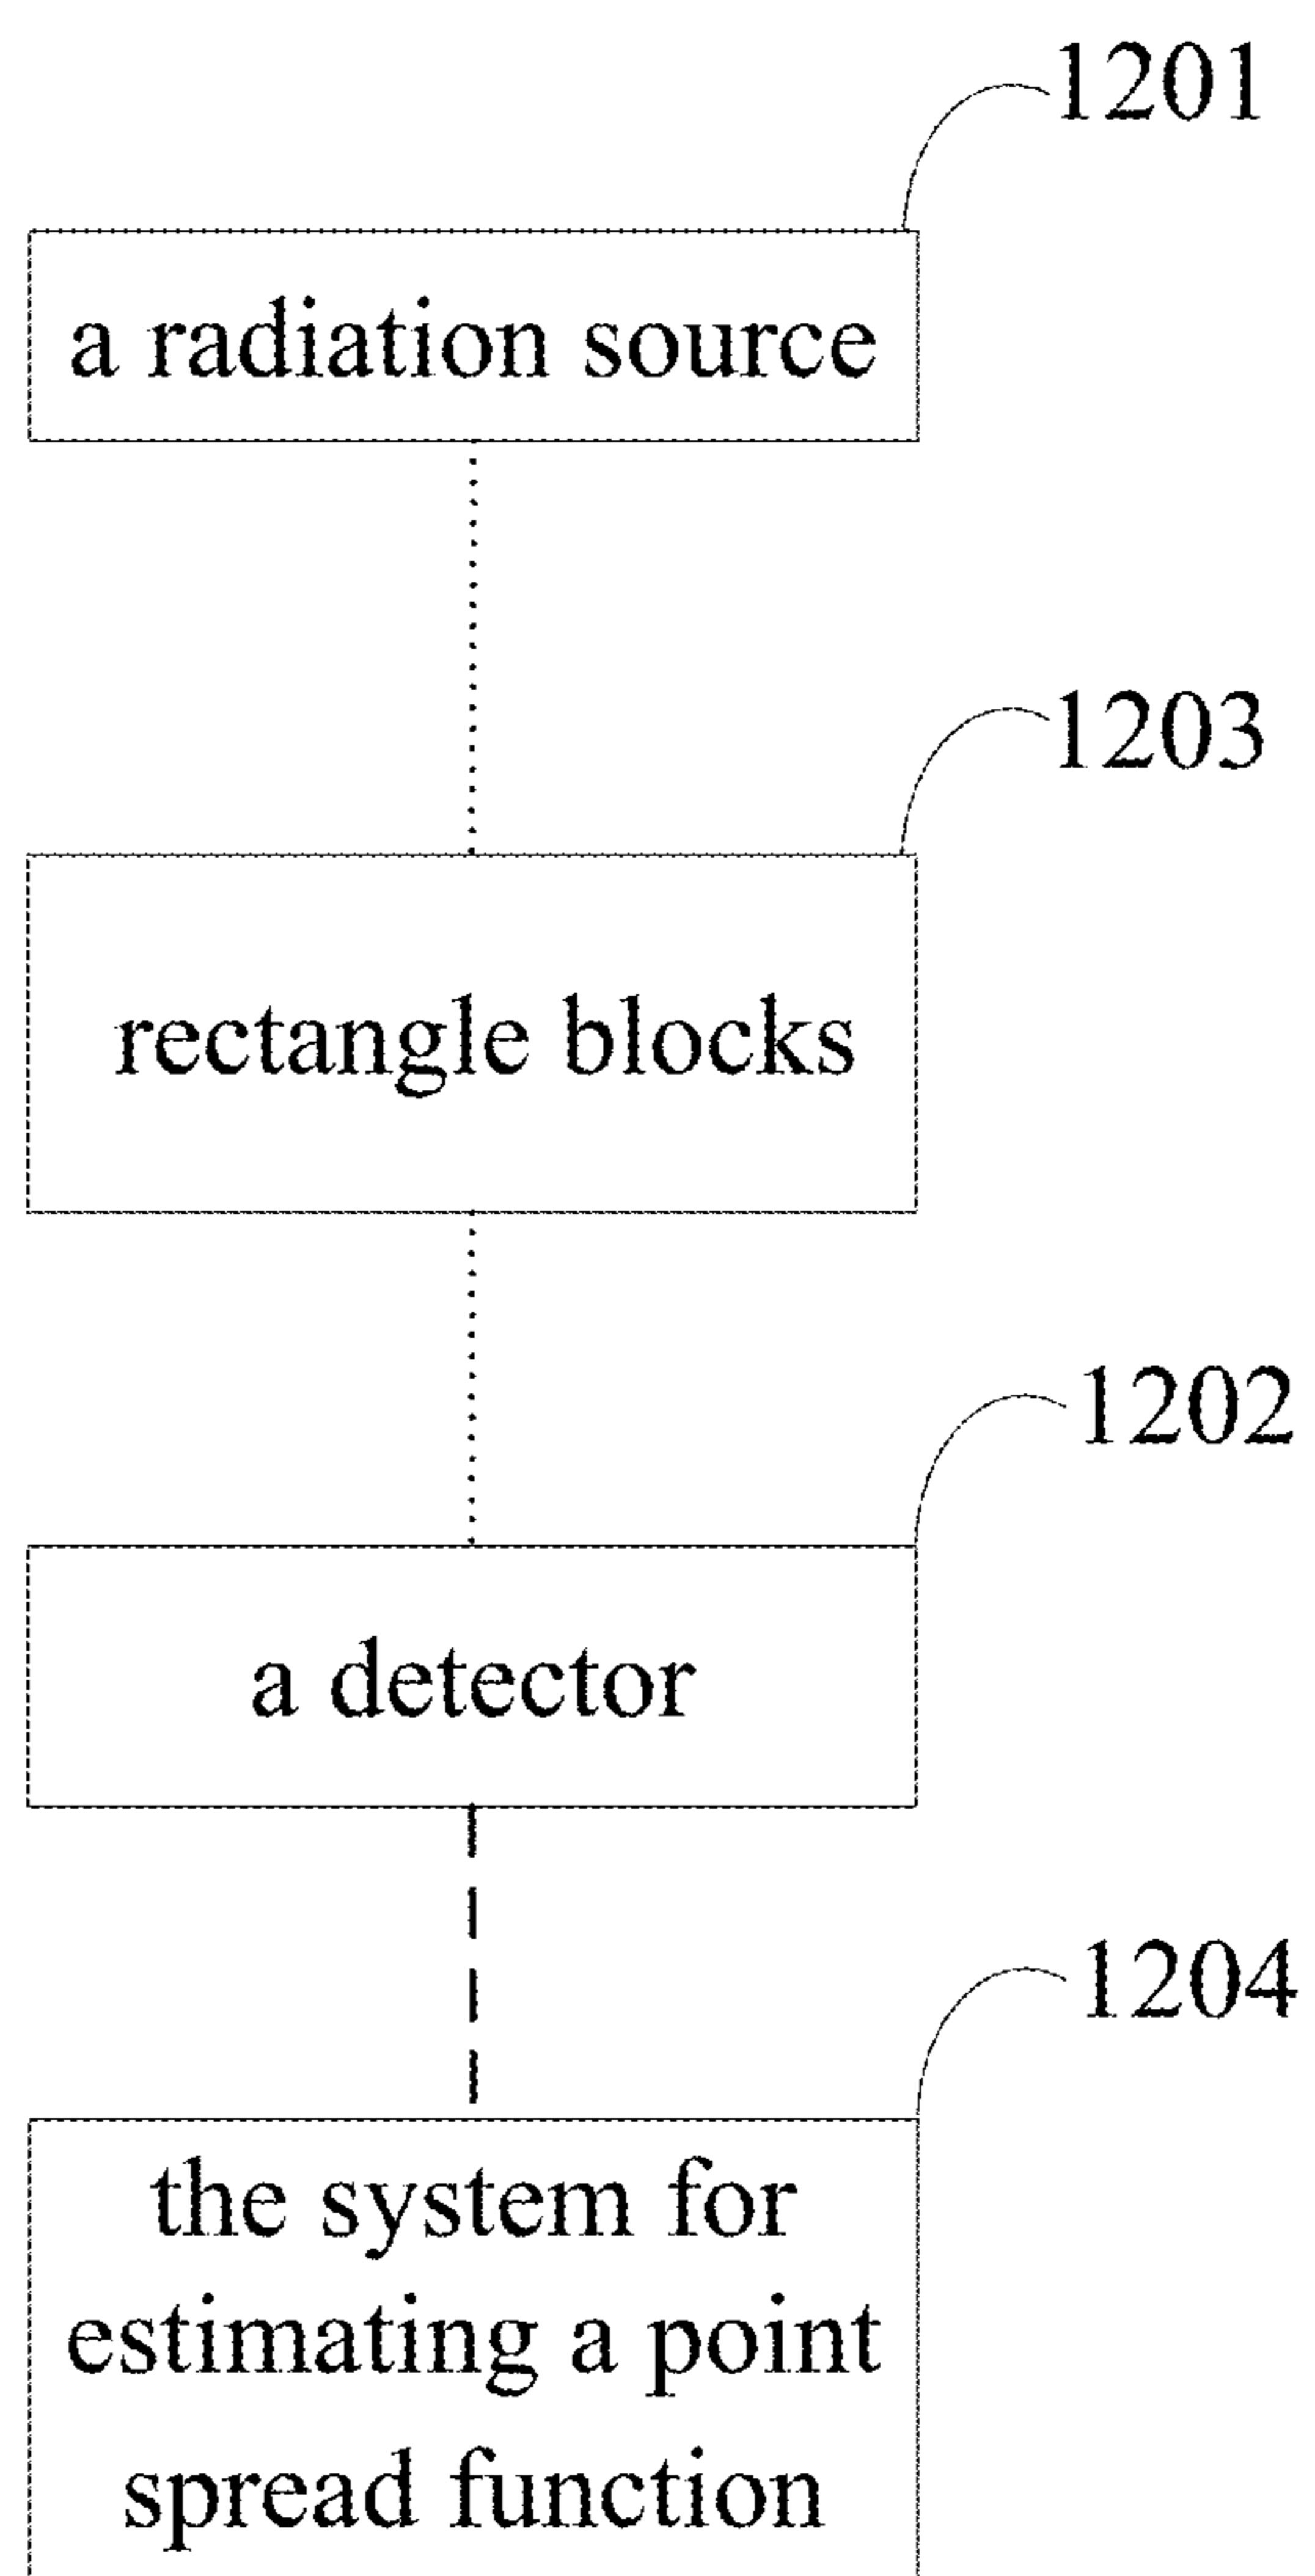 1201
a radiation source
1203
rectangle blocks
1202
a detector
1204
the system for
estimating a point
spread function